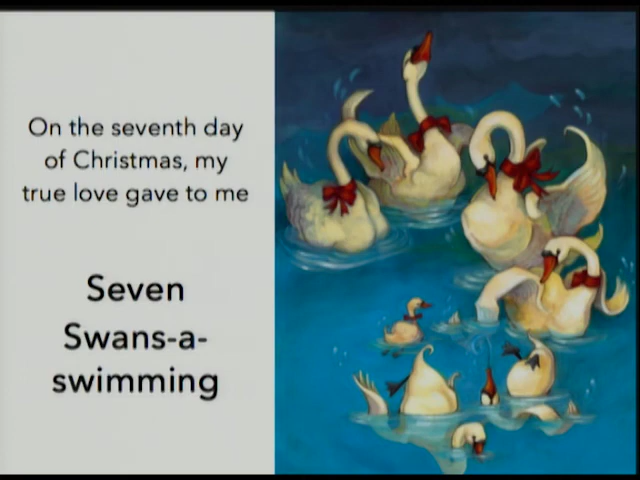 On the seventh day
of Christmas, my
true love gave to me
Seven
Swans-a-
swimming